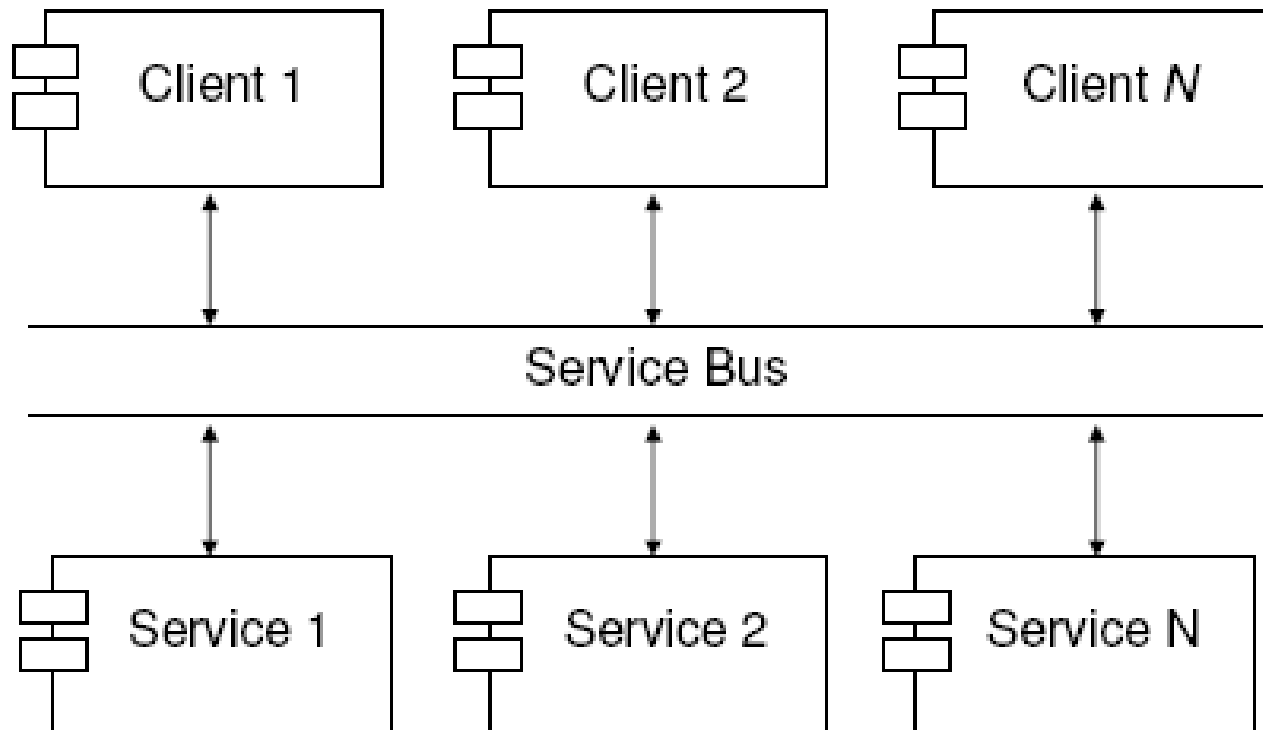 Client 1
Client 2
Client N
Service Bus
Service 1
Service 2
Service N